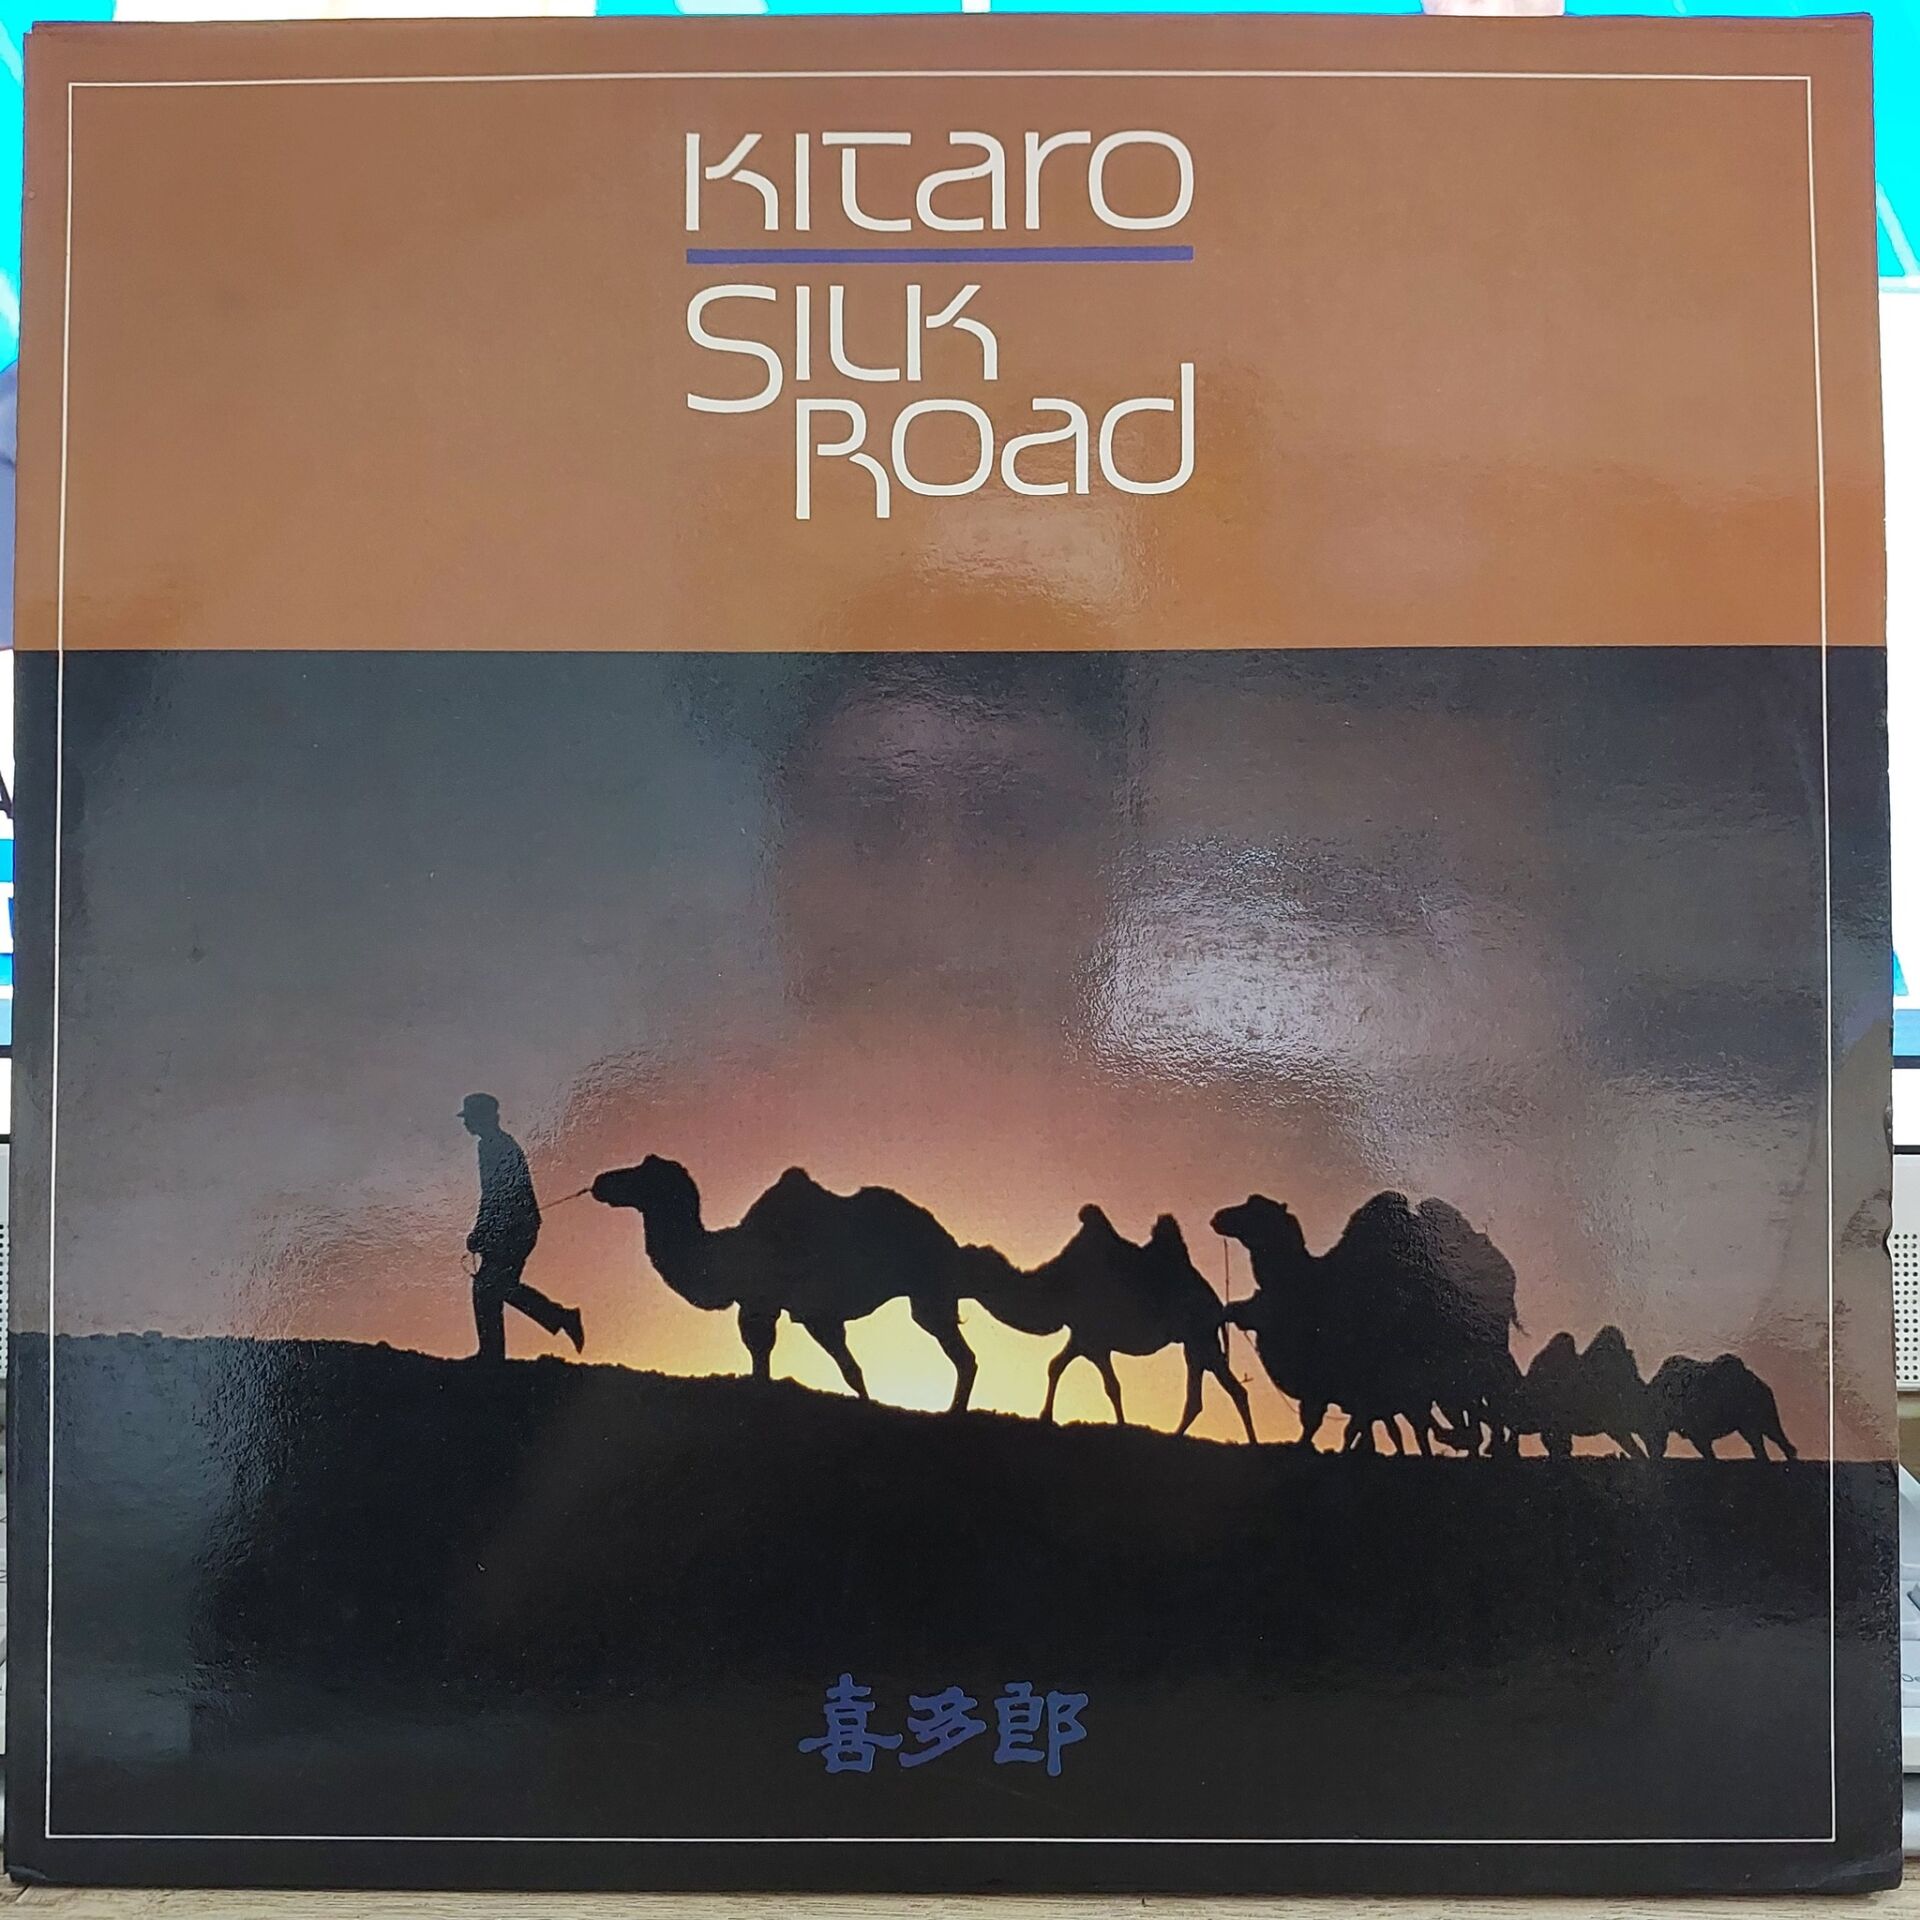 Kitaro
Silk
Road
喜多郎